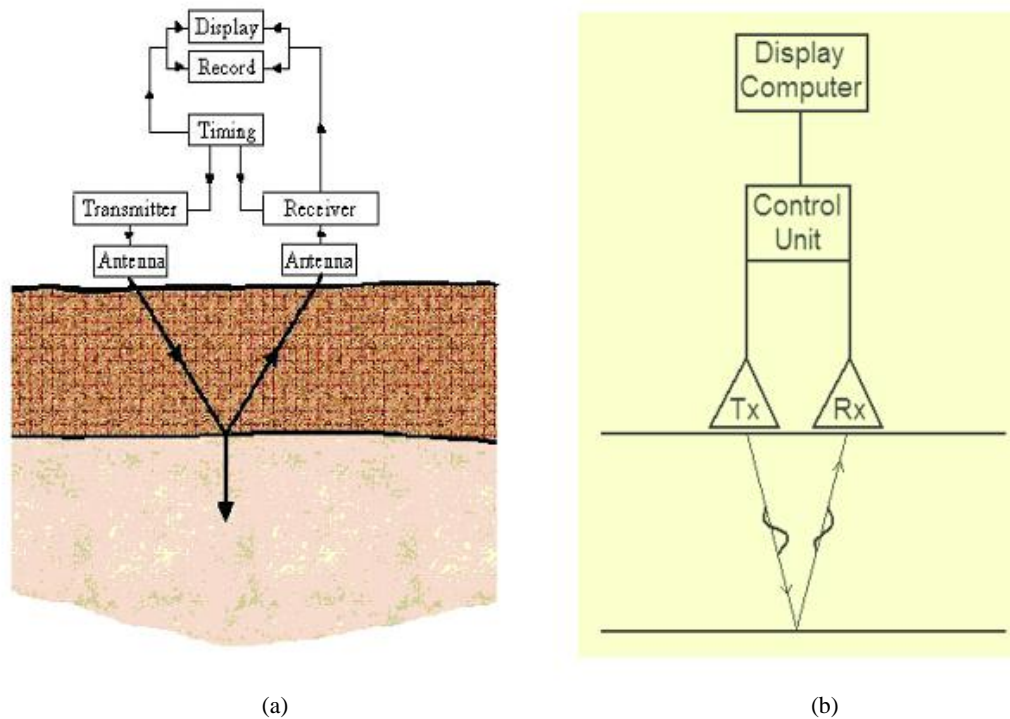 Display
Record
Timing
Transmitter
Receiver
Antenna
Antenna
(a)
Display
Computer
Control
Unit
Tx
Rx
(b)